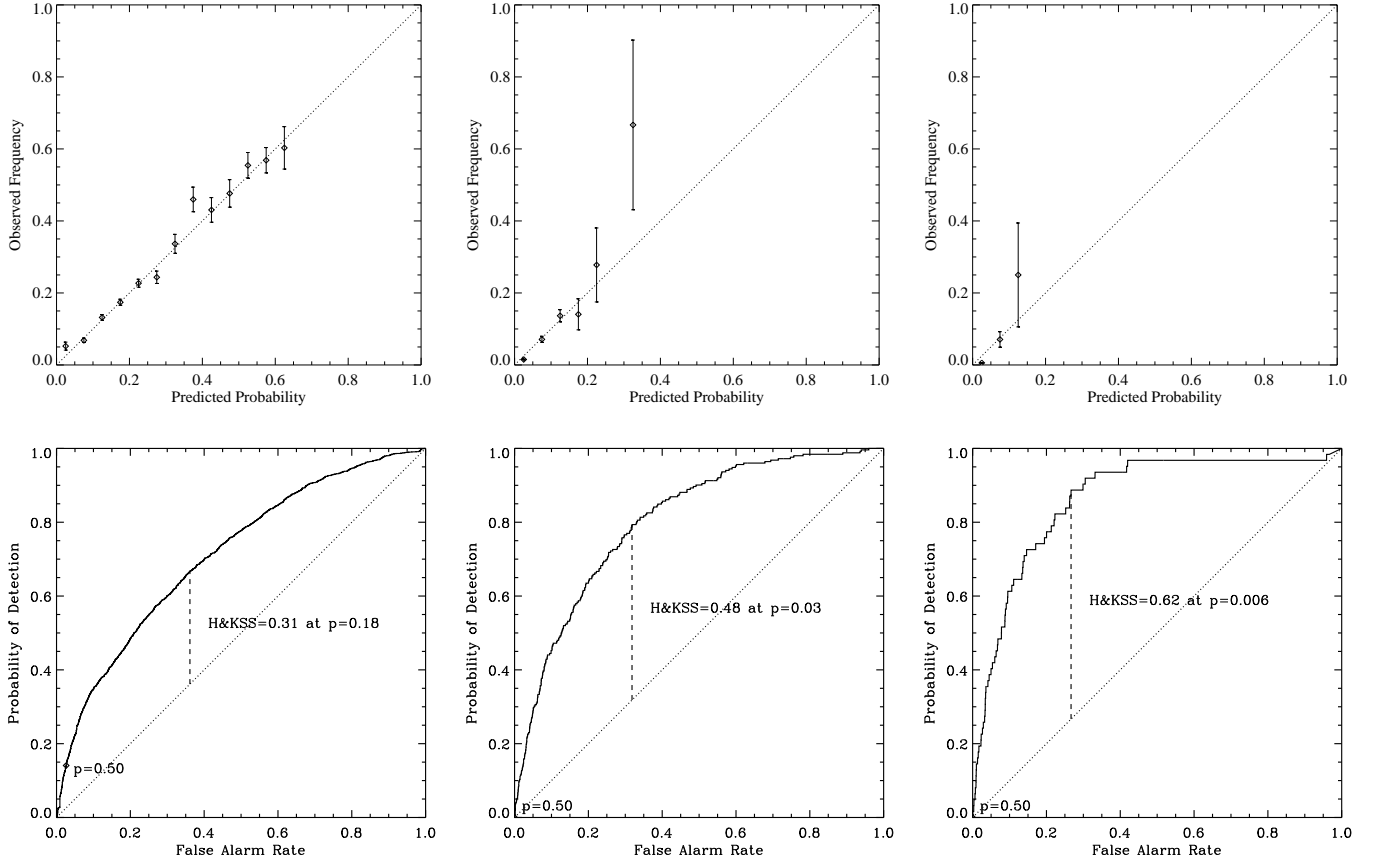 1.0
0.8
0.6
0.4
0.2
0.0
Observed Frequency
0.0 0.2 0.4 0.6 0.8 1.0
Predicted Probability
1.0
0.8
0.6
0.4
0.2
0.0
Observed Frequency
0.0 0.2 0.4 0.6 0.8 1.0
Predicted Probability
1.0
0.8
0.6
0.4
0.2
0.0
Observed Frequency
0.0 0.2 0.4 0.6 0.8 1.0
Predicted Probability
1.0
0.8
0.6
0.4
0.2
0.0
Probability of Detection
H&KSS=0.31 at p=0.18
p=0.50
0.0 0.2 0.4 0.6 0.8 1.0
False Alarm Rate
1.0
0.8
0.6
0.4
0.2
0.0
Probability of Detection
H&KSS=0.48 at p=0.03
p=0.50
0.0 0.2 0.4 0.6 0.8 1.0
False Alarm Rate
1.0
0.8
0.6
0.4
0.2
0.0
Probability of Detection
H&KSS=0.62 at p=0.006
p=0.50
0.0 0.2 0.4 0.6 0.8 1.0
False Alarm Rate